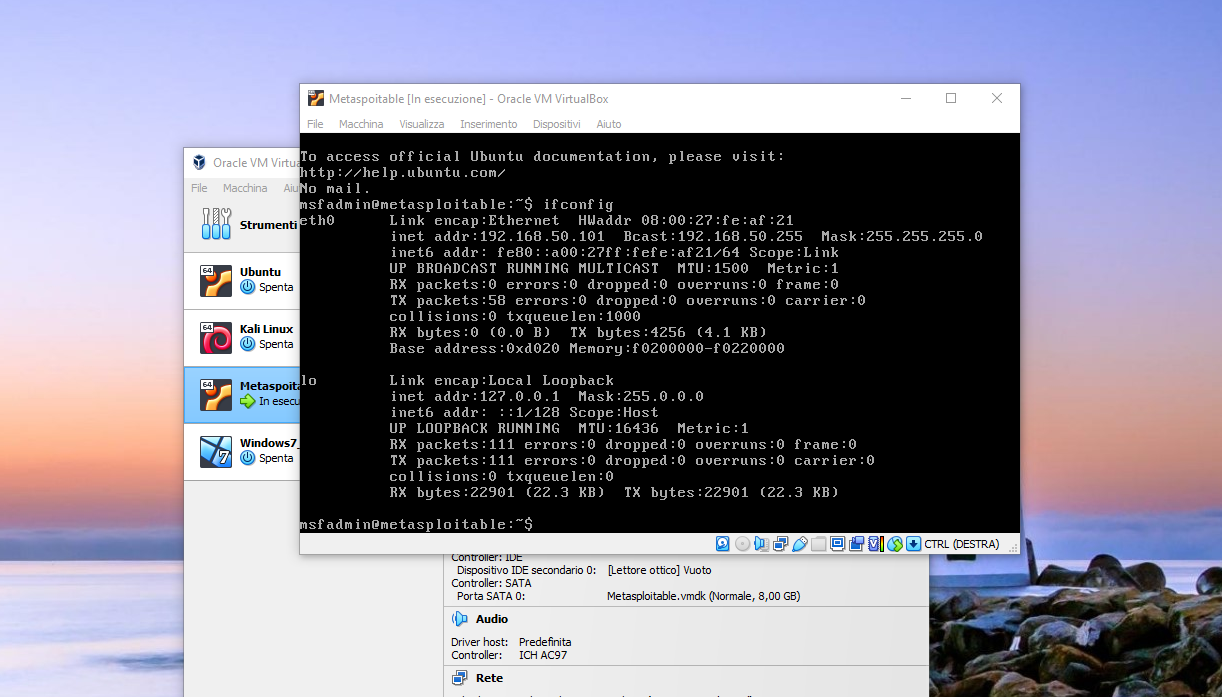 Metaspoitable [In esecuzione] - Oracle VM VirtualBox
File Macchina Visualizza Inserimento Dispositivi Aiuto
To access official Ubuntu documentation, please visit:
http://help.ubuntu.com/
No mail.
msfadmin@metasploitable:~$ ifconfig
eth0 Link encap:Ethernet HWaddr 08:00:27:fe:af:21
inet addr:192.168.50.101 Bcast:192.168.50.255 Mask:255.255.255.0
inet6 addr: fe80::a00:27ff:fefe:af21/64 Scope:Link
UP BROADCAST RUNNING MULTICAST MTU:1500 Metric:1
RX packets:0 errors:0 dropped:0 overruns:0 frame:0
TX packets:58 errors:0 dropped:0 overruns:0 carrier:0
collisions:0 txqueuelen:1000
RX bytes:0 (0.0 B) TX bytes:4256 (4.1 KB)
Base address:0xd020 Memory:f0200000-f0220000
lo Link encap:Local Loopback
inet addr:127.0.0.1 Mask:255.0.0.0
inet6 addr: ::1/128 Scope:Host
UP LOOPBACK RUNNING MTU:16436 Metric:1
RX packets:111 errors:0 dropped:0 overruns:0 frame:0
TX packets:111 errors:0 dropped:0 overruns:0 carrier:0
collisions:0 txqueuelen:0
RX bytes:22901 (22.3 KB) TX bytes:22901 (22.3 KB)
msfadmin@metasploitable:~$
CTRL (DESTRA)
Oracle VM Virtua
File Macchina Aiu
Strumenti
64
Ubuntu
Spenta
64
Kali Linux
Spenta
64
Metaspoita
In esecu
7
Windows7_
Spenta
Controller: IDE
Dispositivo IDE secondario 0: [Lettore ottico] Vuoto
Controller: SATA
Porta SATA 0: Metasploitable.vmdk (Normale, 8,00 GB)
Audio
Driver host: Predefinita
Controller: ICH AC97
Rete